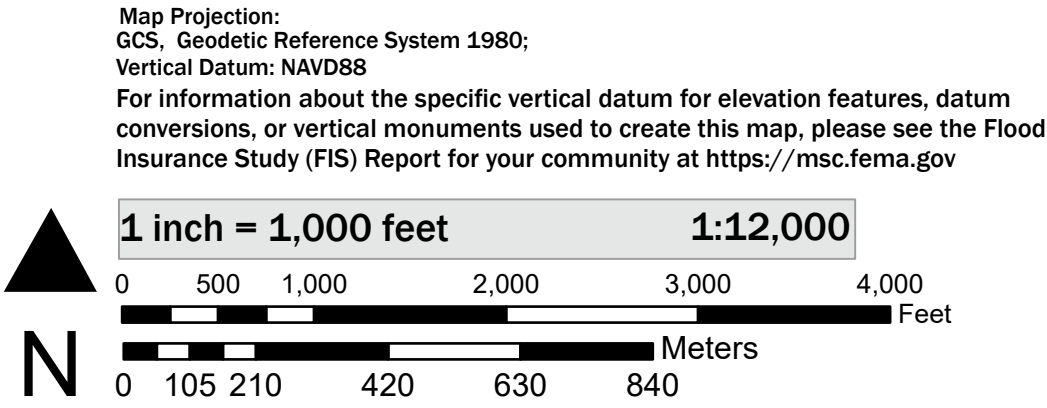 Map Projection:
GCS, Geodetic Reference System 1980;
Vertical Datum: NAVD88
For information about the specific vertical datum for elevation features, datum
conversions, or vertical monuments used to create this map, please see the Flood
Insurance Study (FIS) Report for your community at https://msc.fema.gov
1 inch = 1,000 feet 1:12,000
0 500 1,000 2,000 3,000 4,000
Feet
Meters
0 105 210 420 630 840
N